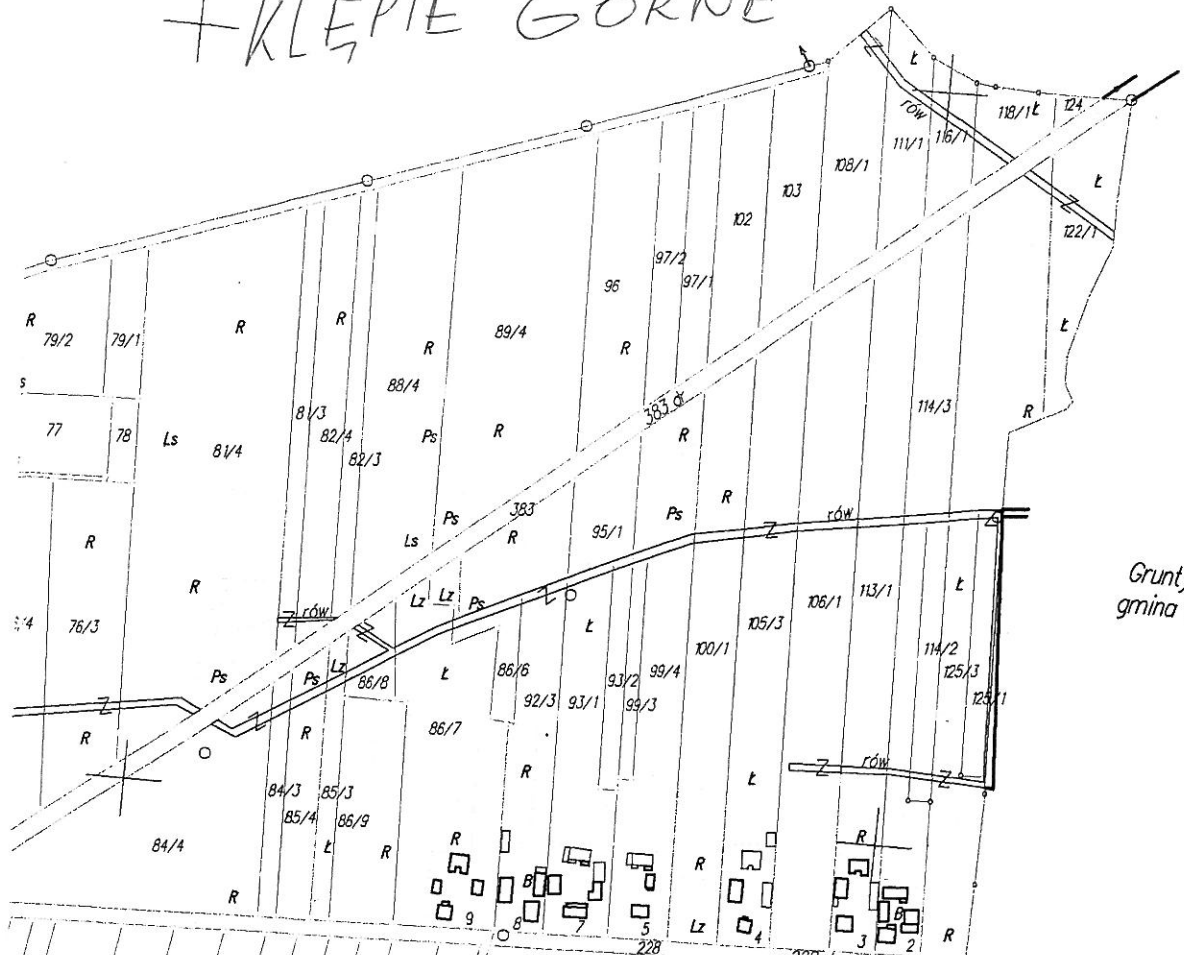 + KLĘPIE GÓRNE
Ł
rów
118/1 Ł
124
111/1
116/1
108/1
103
Ł
102
122/1
97/2
97/1
96
R
79/2
79/1
R
R
89/4
R
R
Ł
88/4
77
78
Ls
81/4
81/3
82/4
82/3
Ps
R
383 dr
R
114/3
R
383
Ps
Ls
R
95/1
Ps
R
rów
R
R
76/3
rów
Lz
Lz
Ps
Ł
Ł
106/1
113/1
Grunt
gmina
105/3
100/1
Ps
Ps
Lz
86/8
Ł
86/6
92/3
93/1
93/2
99/3
99/4
114/2
125/3
125/1
R
R
86/7
R
Ł
rów
84/3
85/4
85/3
86/9
84/4
Ł
R
R
R
R
R
B
B
9
8
7
5
Lz
4
3
2
R
228